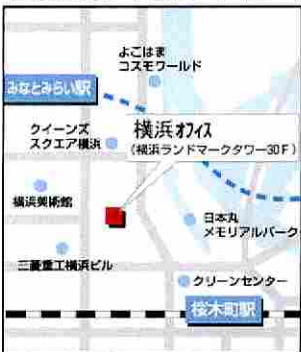 よこはま
コスモワールド
みなとみらい駅
クイーンズ
スクエア横浜
横浜オフィス
(横浜ランドマークタワー30F)
横浜美術館
日本丸
メモリアルパーク
三菱重工横浜ビル
クリーンセンター
桜木町駅